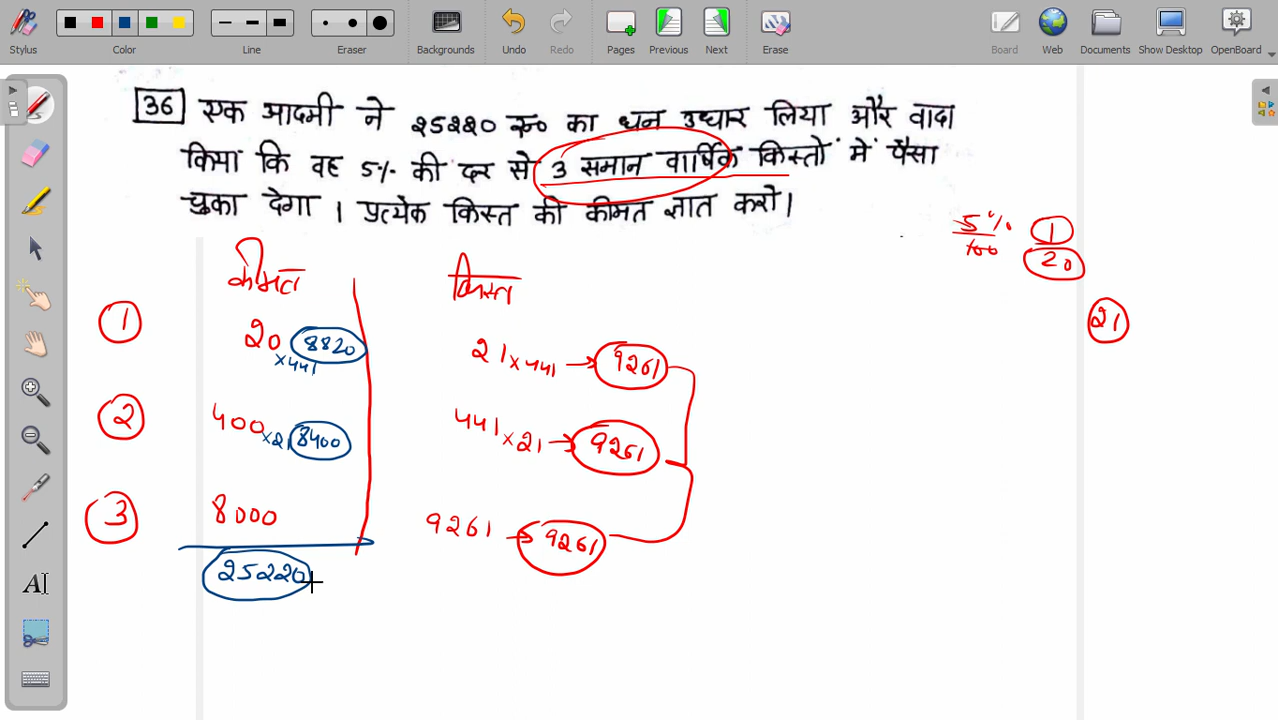 Stylus Color Line Eraser Backgrounds Undo Redo Pages Previous Next Erase Board Web Documents Show Desktop OpenBoard
36 एक आदमी ने 25220 रु० का धन उधार लिया और वादा
किया कि वह 5% की दर से 3 समान वार्षिक किस्तों में पैसा
चुका देगा । प्रत्येक किस्त की कीमत ज्ञात करो।
5% 1
100 20
21
कीमत किस्त
1 20 ×441 8820 21 ×441 → 9261
2 400 ×21 8400 441 ×21 → 9261
3 8000 9261 → 9261
25220
AI